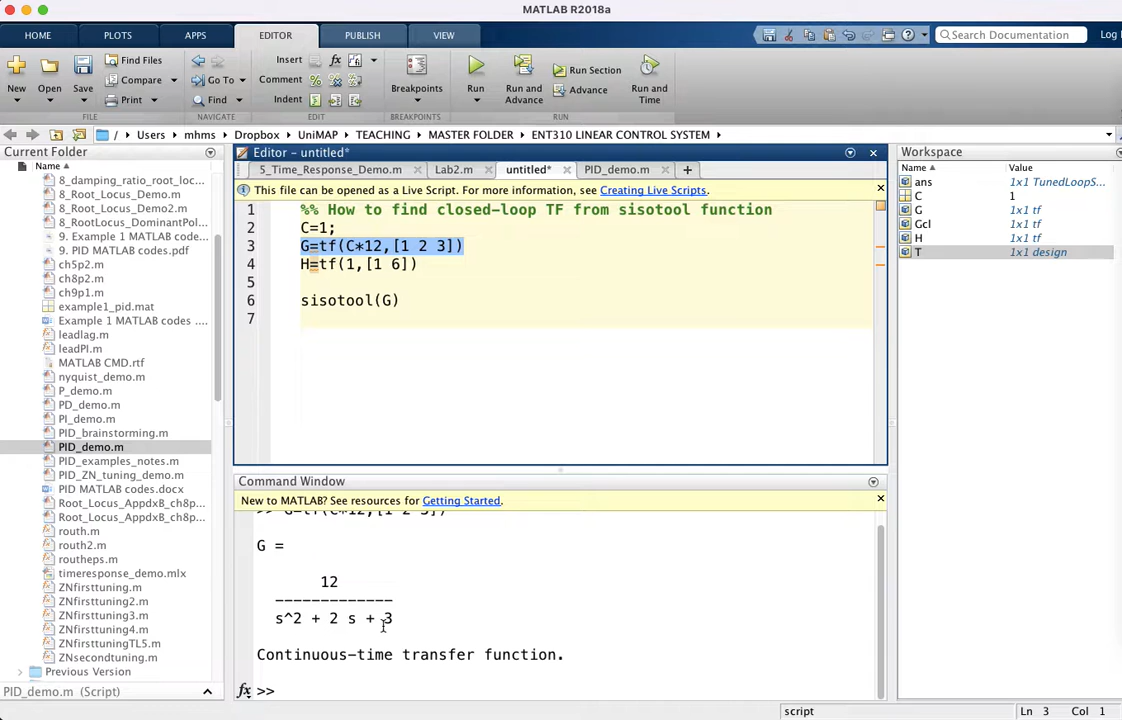 MATLAB R2018a
HOME PLOTS APPS EDITOR PUBLISH VIEW Search Documentation Log
New Open Save Find Files Compare Print Go To Find Insert fx Comment % Indent Breakpoints Run Run and Advance Run Section Advance Run and Time
FILE NAVIGATE EDIT BREAKPOINTS RUN
/ Users mhms Dropbox UniMAP TEACHING MASTER FOLDER ENT310 LINEAR CONTROL SYSTEM
Current Folder
Name
8_damping_ratio_root_loc...
8_Root_Locus_Demo.m
8_Root_Locus_Demo2.m
8_RootLocus_DominantPol...
9. Example 1 MATLAB code...
9. PID MATLAB codes.pdf
ch5p2.m
ch8p2.m
ch9p1.m
example1_pid.mat
Example 1 MATLAB codes ....
leadlag.m
leadPI.m
MATLAB CMD.rtf
nyquist_demo.m
P_demo.m
PD_demo.m
PI_demo.m
PID_brainstorming.m
PID_demo.m
PID_examples_notes.m
PID_ZN_tuning_demo.m
PID MATLAB codes.docx
Root_Locus_AppdxB_ch8p...
Root_Locus_AppdxB_ch8p...
routh.m
routh2.m
routheps.m
timeresponse_demo.mlx
ZNfirsttuning.m
ZNfirsttuning2.m
ZNfirsttuning3.m
ZNfirsttuning4.m
ZNfirsttuningTL5.m
ZNsecondtuning.m
Previous Version
PID_demo.m (Script)
Editor - untitled*
5_Time_Response_Demo.m Lab2.m untitled* PID_demo.m +
This file can be opened as a Live Script. For more information, see Creating Live Scripts.
1 %% How to find closed-loop TF from sisotool function
2 C=1;
3 G=tf(C*12,[1 2 3])
4 H=tf(1,[1 6])
5
6 sisotool(G)
7
Command Window
New to MATLAB? See resources for Getting Started.
>> G=tf(C*12,[1 2 3])
G =
12
-------------
s^2 + 2 s + 3
Continuous-time transfer function.
fx >>
Workspace
Name Value
ans 1x1 TunedLoopS...
C 1
G 1x1 tf
Gcl 1x1 tf
H 1x1 tf
T 1x1 design
script Ln 3 Col 1